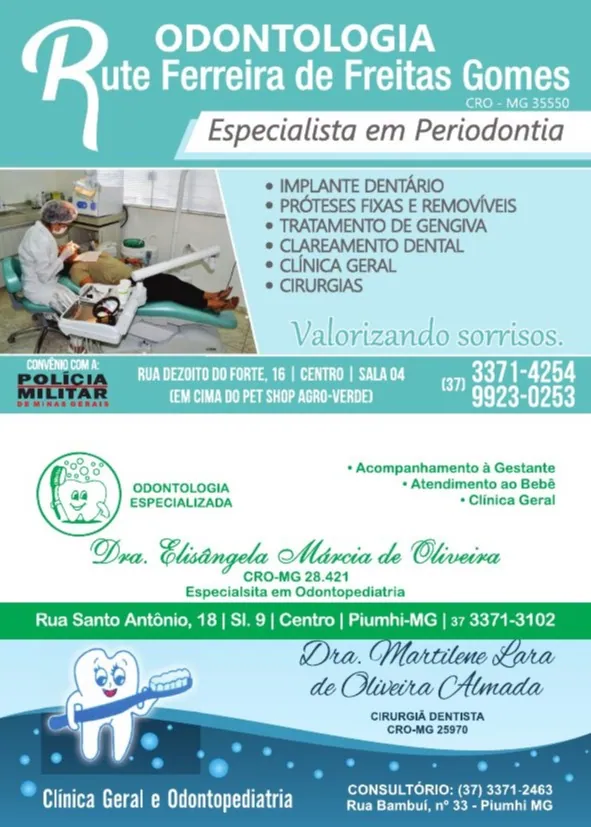 ODONTOLOGIA
Rute Ferreira de Freitas Gomes
CRO - MG 35550
Especialista em Periodontia
• IMPLANTE DENTÁRIO
• PRÓTESES FIXAS E REMOVÍVEIS
• TRATAMENTO DE GENGIVA
• CLAREAMENTO DENTAL
• CLÍNICA GERAL
• CIRURGIAS
Valorizando sorrisos.
CONVÊNIO COM A:
POLÍCIA
MILITAR
DE MINAS GERAIS
RUA DEZOITO DO FORTE, 16 | CENTRO | SALA 04
(EM CIMA DO PET SHOP AGRO-VERDE)
(37) 3371-4254
9923-0253
ODONTOLOGIA
ESPECIALIZADA
• Acompanhamento à Gestante
• Atendimento ao Bebê
• Clínica Geral
Dra. Elisângela Márcia de Oliveira
CRO-MG 28.421
Especialsita em Odontopediatria
Rua Santo Antônio, 18 | Sl. 9 | Centro | Piumhi-MG | 37 3371-3102
Dra. Martilene Lara
de Oliveira Almada
CIRURGIÃ DENTISTA
CRO-MG 25970
Clínica Geral e Odontopediatria
CONSULTÓRIO: (37) 3371-2463
Rua Bambuí, nº 33 - Piumhi MG